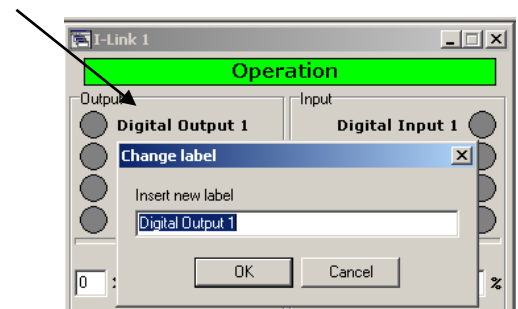 I-Link 1
Operation
Output
Input
Digital Output 1
Digital Input 1
Change label
Insert new label
Digital Output 1
OK
Cancel
0
%